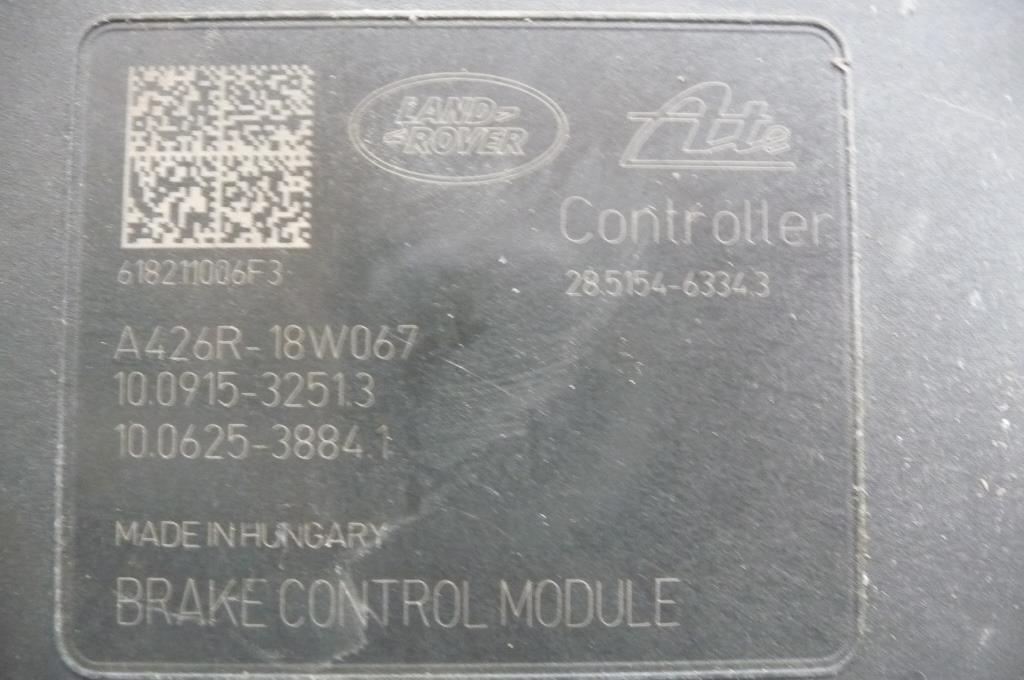 LAND
ROVER
Ate
Controller
618211006F3
28.5154-6334.3
A426R-18W067
10.0915-3251.3
10.0625-3884.1
MADE IN HUNGARY
BRAKE CONTROL MODULE